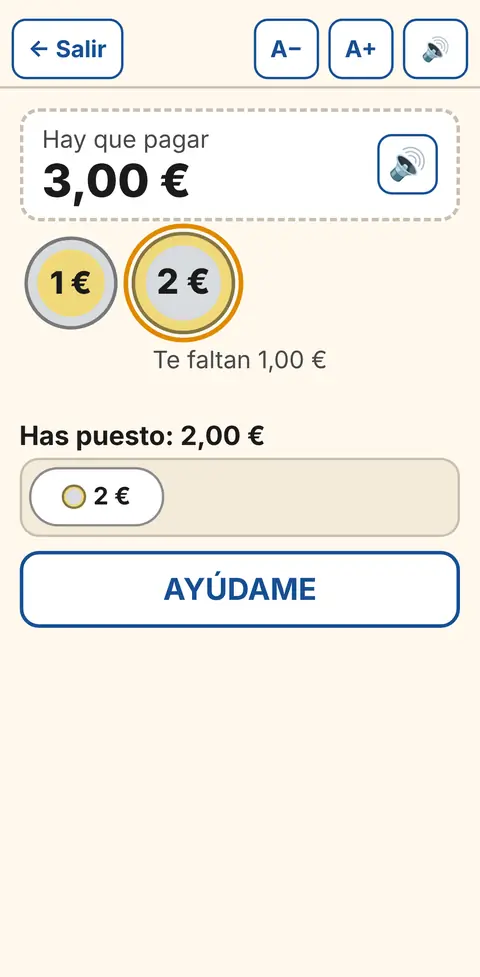 ← Salir
A−
A+
Hay que pagar
3,00 €
1 €
2 €
Te faltan 1,00 €
Has puesto: 2,00 €
2 €
AYÚDAME